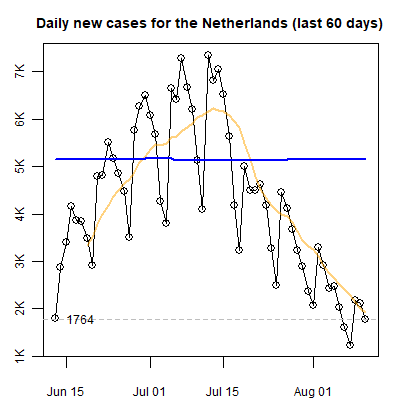 Daily new cases for the Netherlands (last 60 days)
7K
6K
5K
4K
3K
2K
1K
1764
Jun 15 Jul 01 Jul 15 Aug 01